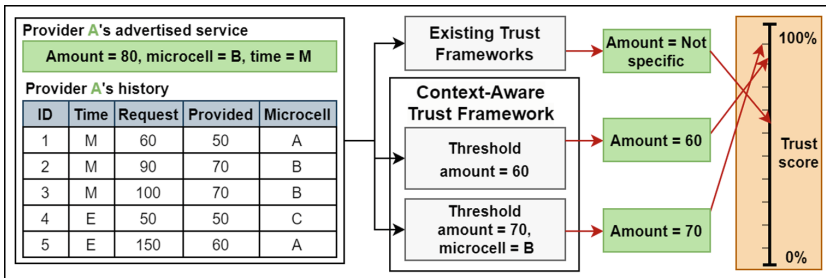 Provider A's advertised service
Amount = 80, microcell = B, time = M
Provider A's history
ID Time Request Provided Microcell
1 M 60 50 A
2 M 90 70 B
3 M 100 70 B
4 E 50 50 C
5 E 150 60 A
Existing Trust
Frameworks
Context-Aware
Trust Framework
Threshold
amount = 60
Threshold
amount = 70,
microcell = B
Amount = Not
specific
Amount = 60
Amount = 70
100%
Trust
score
0%